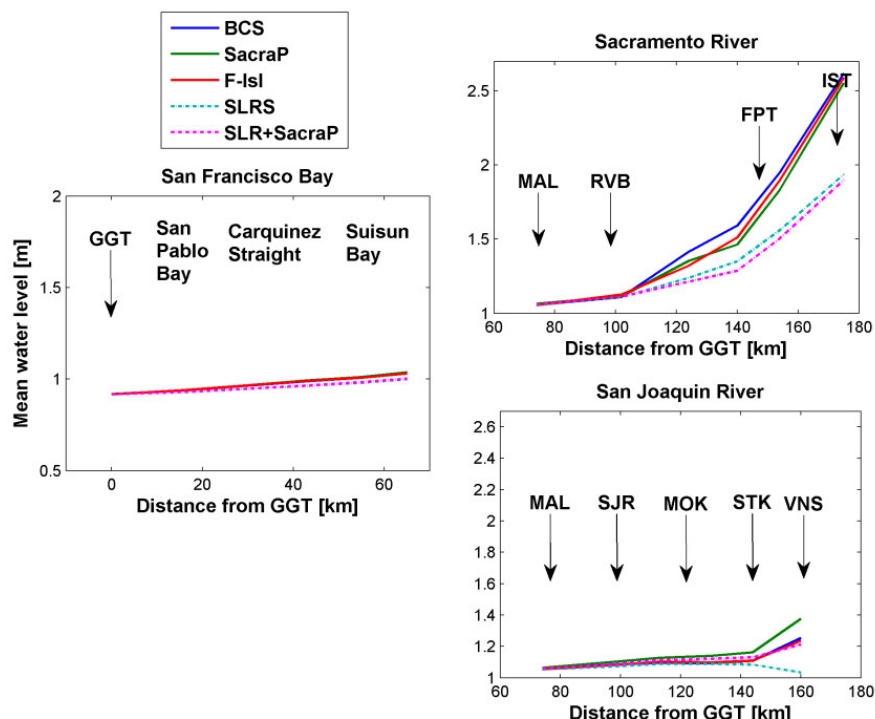 BCS
SacraP
F-Isl
SLRS
SLR+SacraP
San Francisco Bay
Mean water level [m]
2
1.5
1
0.5
GGT
San
Pablo
Bay
Carquinez
Straight
Suisun
Bay
0 20 40 60
Distance from GGT [km]
Sacramento River
2.5
2
1.5
1
MAL
RVB
FPT
IST
60 80 100 120 140 160 180
Distance from GGT [km]
San Joaquin River
2.6
2.4
2.2
2
1.8
1.6
1.4
1.2
1
MAL
SJR
MOK
STK
VNS
60 80 100 120 140 160 180
Distance from GGT [km]